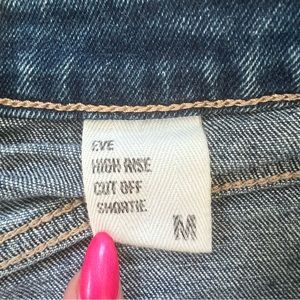 EVE
HIGH RISE
CUT OFF
SHORTIE
M